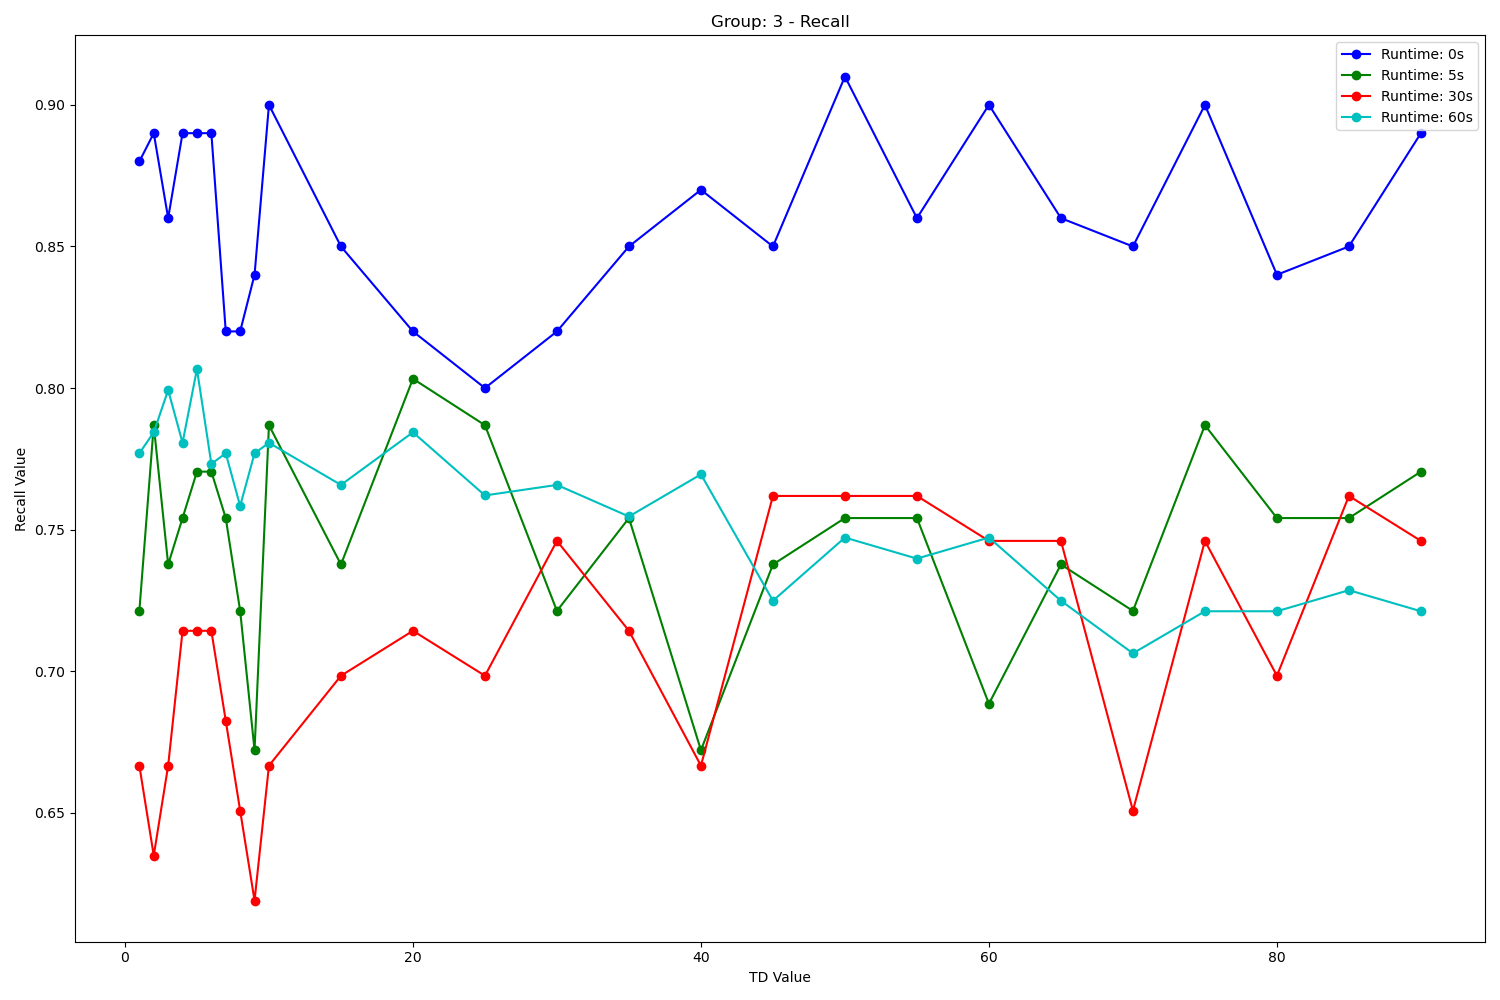 Group: 3 - Recall
Runtime: 0s
Runtime: 5s
Runtime: 30s
Runtime: 60s
Recall Value
0.90
0.85
0.80
0.75
0.70
0.65
0 20 40 60 80
TD Value